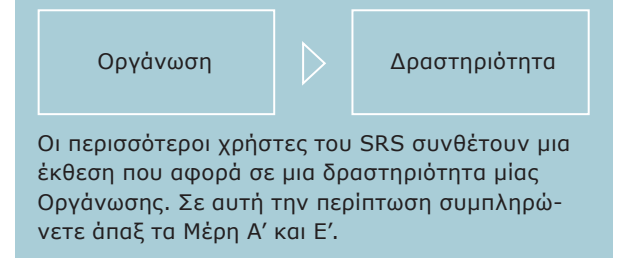 Οργάνωση
Δραστηριότητα
Οι περισσότεροι χρήστες του SRS συνθέτουν μια
έκθεση που αφορά σε μια δραστηριότητα μίας
Οργάνωσης. Σε αυτή την περίπτωση συμπληρώ-
νετε άπαξ τα Μέρη Α’ και Ε’.